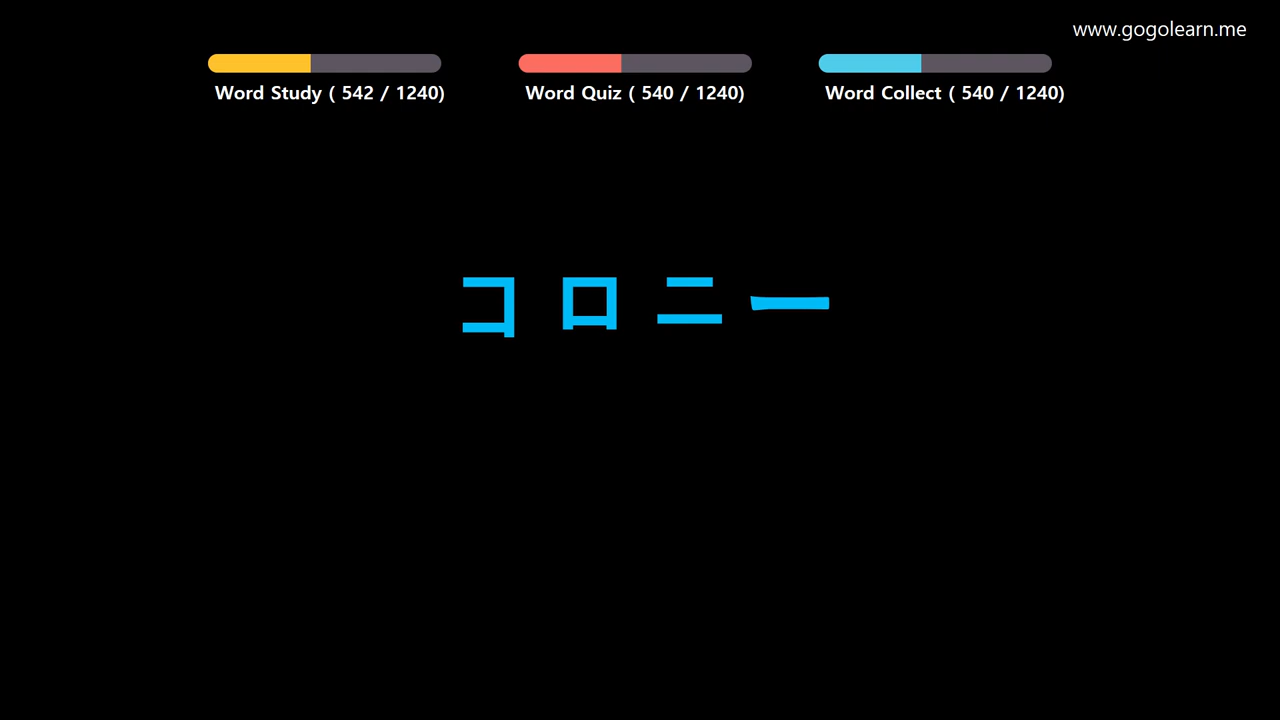 www.gogolearn.me
Word Study ( 542 / 1240)
Word Quiz ( 540 / 1240)
Word Collect ( 540 / 1240)
コロニー